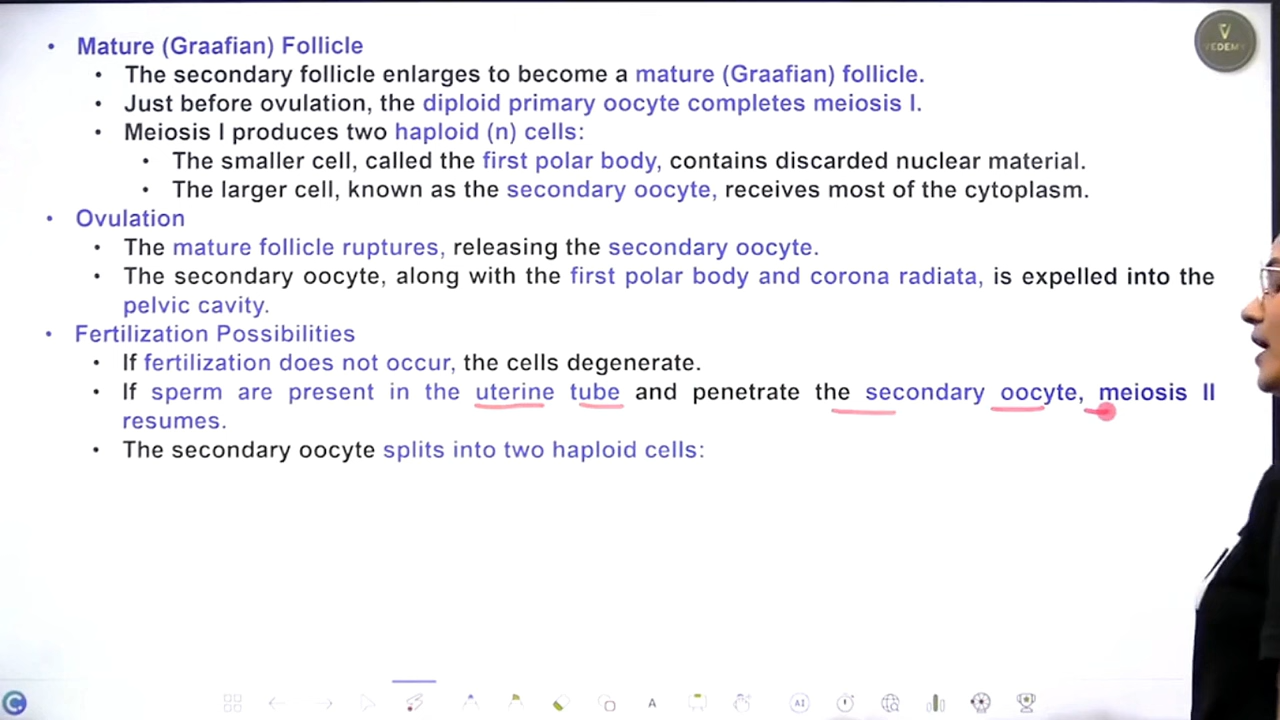 • Mature (Graafian) Follicle
• The secondary follicle enlarges to become a mature (Graafian) follicle.
• Just before ovulation, the diploid primary oocyte completes meiosis I.
• Meiosis I produces two haploid (n) cells:
• The smaller cell, called the first polar body, contains discarded nuclear material.
• The larger cell, known as the secondary oocyte, receives most of the cytoplasm.
• Ovulation
• The mature follicle ruptures, releasing the secondary oocyte.
• The secondary oocyte, along with the first polar body and corona radiata, is expelled into the
pelvic cavity.
• Fertilization Possibilities
• If fertilization does not occur, the cells degenerate.
• If sperm are present in the uterine tube and penetrate the secondary oocyte, meiosis II
resumes.
• The secondary oocyte splits into two haploid cells:
VEDEMY
A
AI